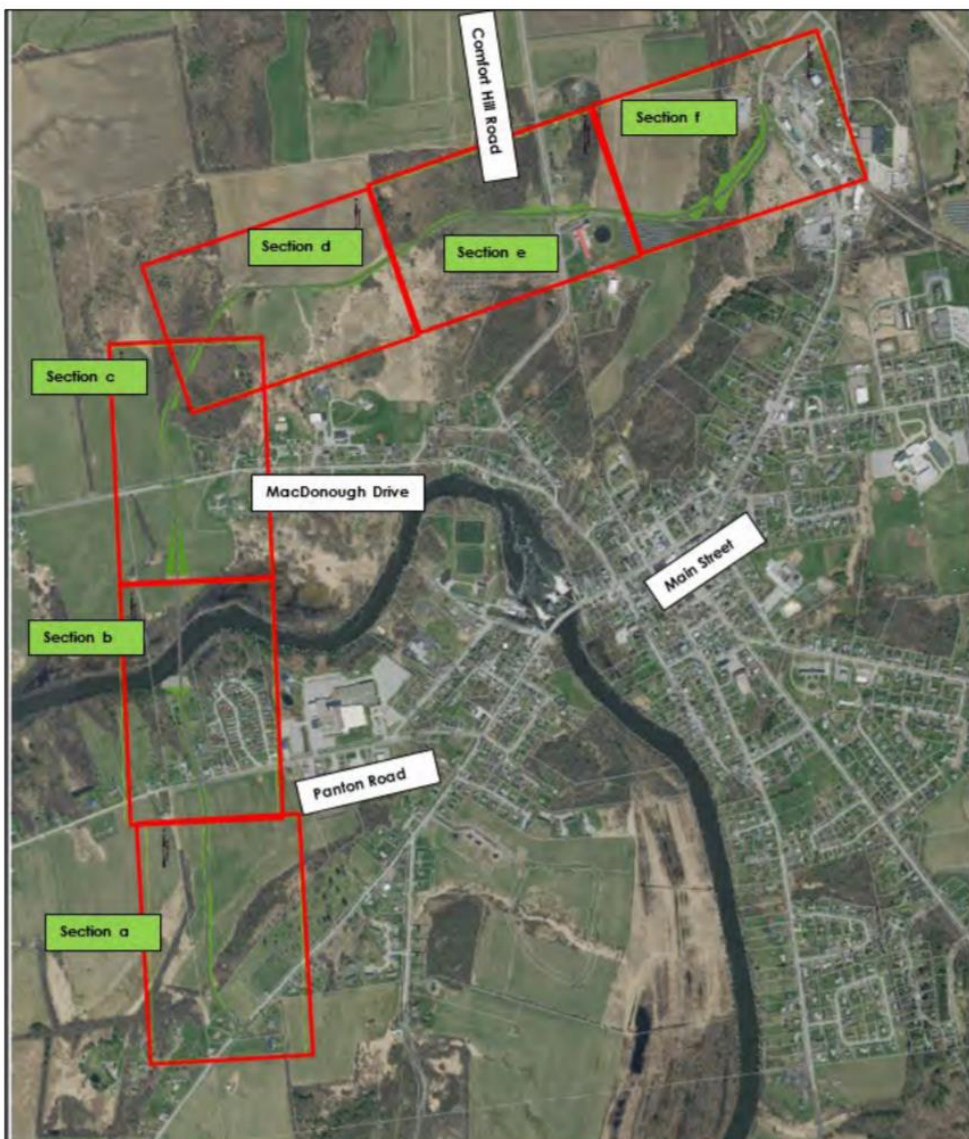 Comfort Hill Road
Section f
Section d
Section e
Section c
MacDonough Drive
Main Street
Section b
Panton Road
Section a